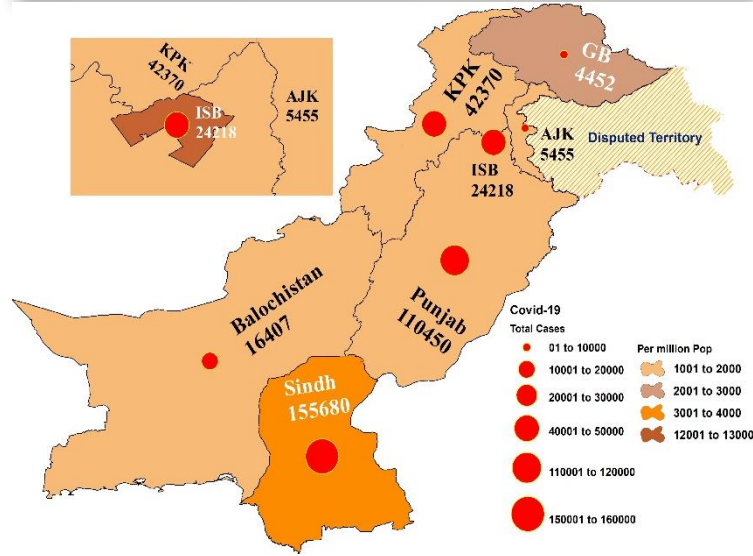 KPK
42370
ISB
24218
AJK
5455
GB
4452
KPK
42370
AJK
5455
Disputed Territory
ISB
24218
Balochistan
16407
Punjab
110450
Sindh
155680
Covid-19
Total Cases
01 to 10000
10001 to 20000
20001 to 30000
40001 to 50000
110001 to 120000
150001 to 160000
Per million Pop
1001 to 2000
2001 to 3000
3001 to 4000
12001 to 13000